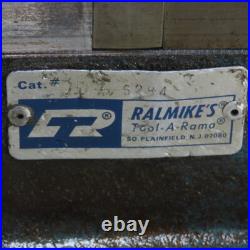 Cat.#
RALMIKE'S®
Tool-A-Rama®
SO. PLAINFIELD, N.J. 07080